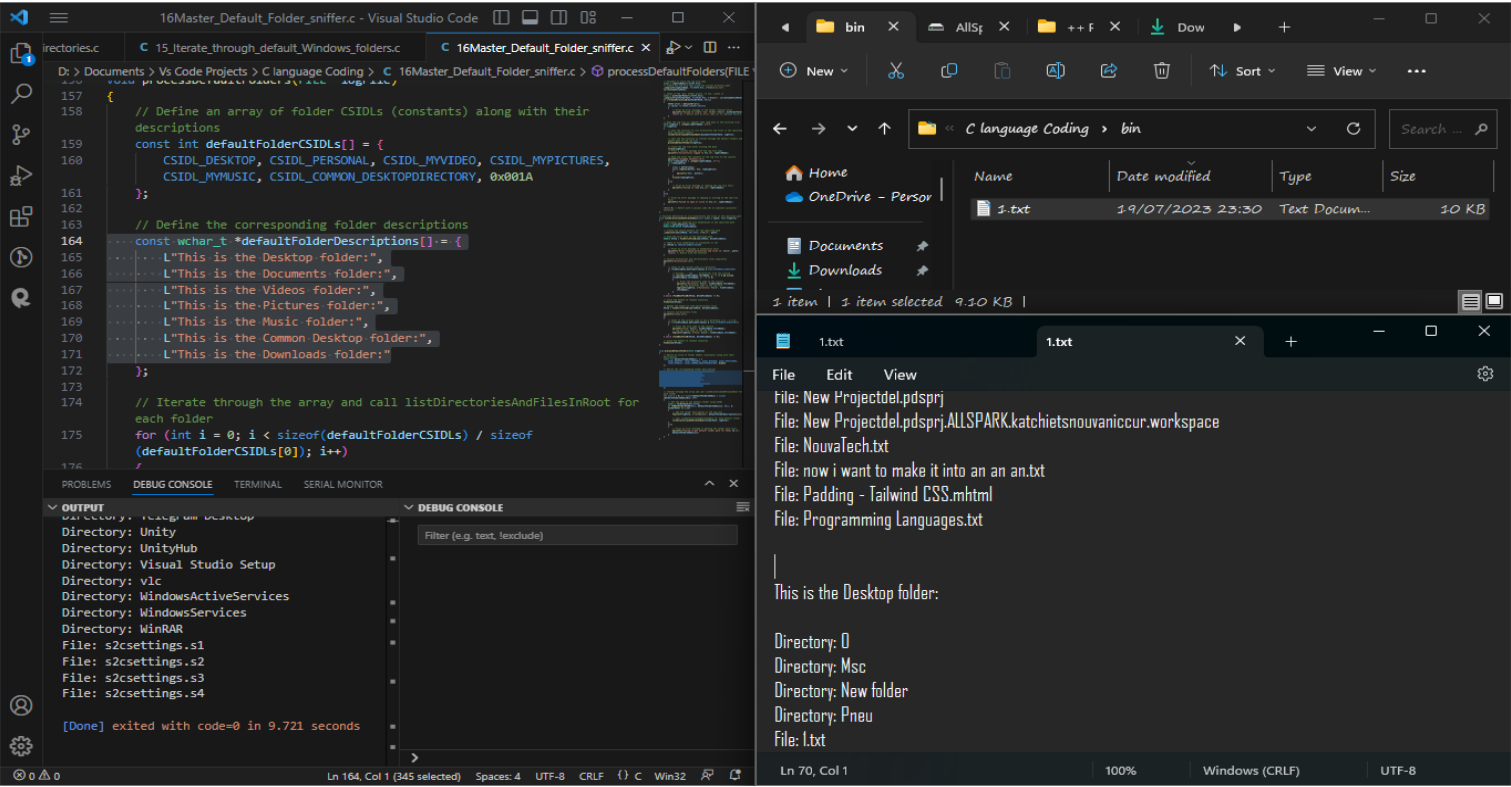 16Master_Default_Folder_sniffer.c - Visual Studio Code
irectories.c
C 15_Iterate_through_default_Windows_folders.c
C 16Master_Default_Folder_sniffer.c
D: > Documents > Vs Code Projects > C language Coding > C 16Master_Default_Folder_sniffer.c > processDefaultFolders(FILE
157 {
158 // Define an array of folder CSIDLs (constants) along with their
descriptions
159 const int defaultFolderCSIDLs[] = {
160 CSIDL_DESKTOP, CSIDL_PERSONAL, CSIDL_MYVIDEO, CSIDL_MYPICTURES,
CSIDL_MYMUSIC, CSIDL_COMMON_DESKTOPDIRECTORY, 0x001A
161 };
162
163 // Define the corresponding folder descriptions
164 const wchar_t *defaultFolderDescriptions[] = {
165 L"This is the Desktop folder:",
166 L"This is the Documents folder:",
167 L"This is the Videos folder:",
168 L"This is the Pictures folder:",
169 L"This is the Music folder:",
170 L"This is the Common Desktop folder:",
171 L"This is the Downloads folder:"
172 };
173
174 // Iterate through the array and call listDirectoriesAndFilesInRoot for
each folder
175 for (int i = 0; i < sizeof(defaultFolderCSIDLs) / sizeof
(defaultFolderCSIDLs[0]); i++)
176 {
PROBLEMS DEBUG CONSOLE TERMINAL SERIAL MONITOR
OUTPUT
Directory: Telegram Desktop
Directory: Unity
Directory: UnityHub
Directory: Visual Studio Setup
Directory: vlc
Directory: WindowsActiveServices
Directory: WindowsServices
Directory: WinRAR
File: s2csettings.s1
File: s2csettings.s2
File: s2csettings.s3
File: s2csettings.s4
[Done] exited with code=0 in 9.721 seconds
DEBUG CONSOLE
Filter (e.g. text, !exclude)
1
0 0
Ln 164, Col 1 (345 selected) Spaces: 4 UTF-8 CRLF {} C Win32
bin
AllSp
++ F
Dow
New
Sort
View
C language Coding > bin
Search ...
Home
OneDrive - Person
Documents
Downloads
Name Date modified Type Size
1.txt 19/07/2023 23:30 Text Docum... 10 KB
1 item | 1 item selected 9.10 KB |
1.txt
1.txt
File Edit View
File: New Projectdel.pdsprj
File: New Projectdel.pdsprj.ALLSPARK.katchietsnouvaniccur.workspace
File: NouvaTech.txt
File: now i want to make it into an an an.txt
File: Padding - Tailwind CSS.mhtml
File: Programming Languages.txt
This is the Desktop folder:
Directory: O
Directory: Msc
Directory: New folder
Directory: Pneu
File: 1.txt
Ln 70, Col 1 100% Windows (CRLF) UTF-8